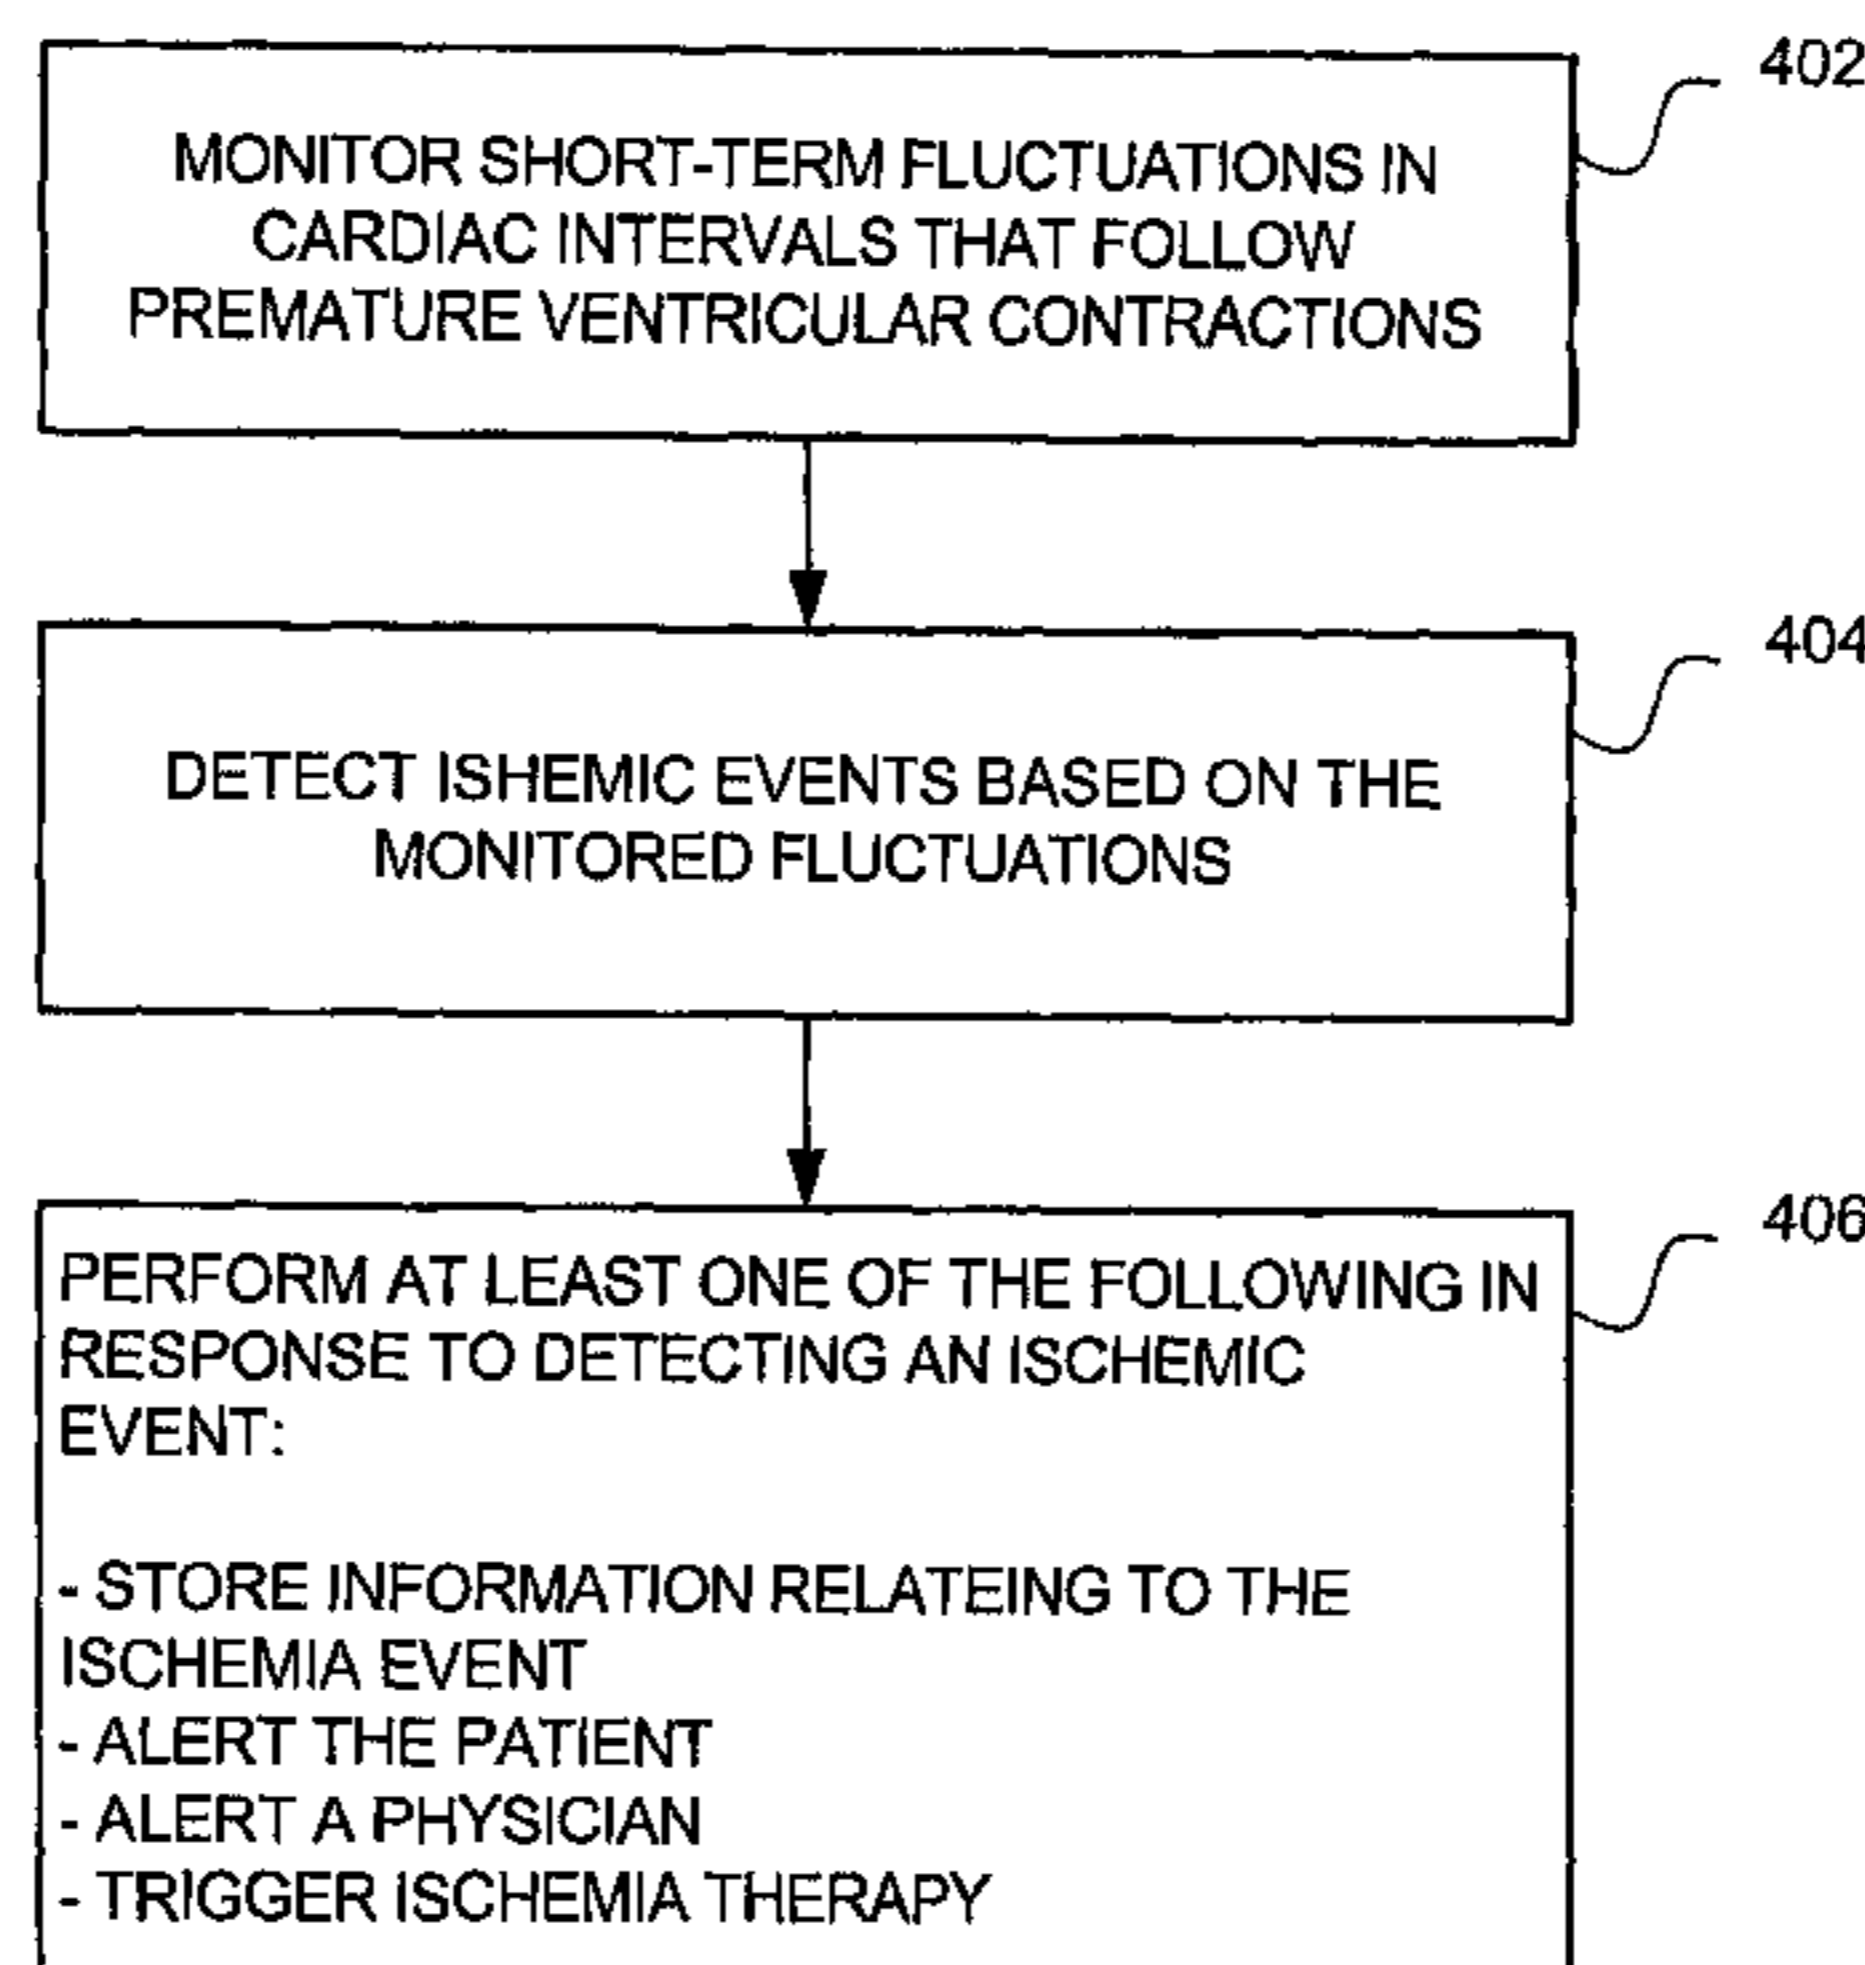 402
MONITOR SHORT-TERM FLUCTUATIONS IN
CARDIAC INTERVALS THAT FOLLOW
PREMATURE VENTRICULAR CONTRACTIONS
404
DETECT ISHEMIC EVENTS BASED ON THE
MONITORED FLUCTUATIONS
406
PERFORM AT LEAST ONE OF THE FOLLOWING IN
RESPONSE TO DETECTING AN ISCHEMIC
EVENT:
- STORE INFORMATION RELATEING TO THE
ISCHEMIA EVENT
- ALERT THE PATIENT
- ALERT A PHYSICIAN
- TRIGGER ISCHEMIA THERAPY